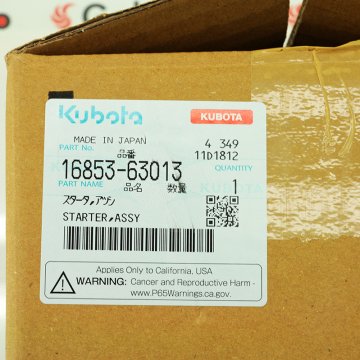 Kubota
KUBOTA
MADE IN JAPAN
4 349
PART No.
品番
11D1812
16853-63013
QUANTITY
PART NAME
品名
数量
1
スタータ,アッシ
STARTER,ASSY
Applies Only to California, USA
WARNING: Cancer and Reproductive Harm -
www.P65Warnings.ca.gov.